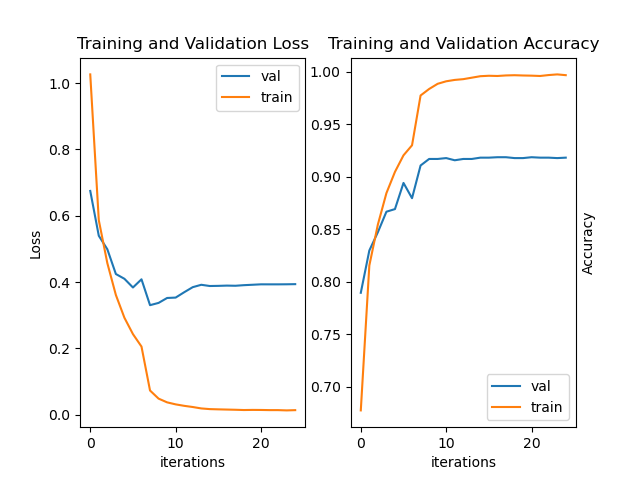 Training and Validation Loss
Training and Validation Accuracy
Loss
1.0
0.8
0.6
0.4
0.2
0.0
val
train
0
10
20
iterations
1.00
0.95
0.90
0.85
0.80
0.75
0.70
val
train
0
10
20
iterations
Accuracy